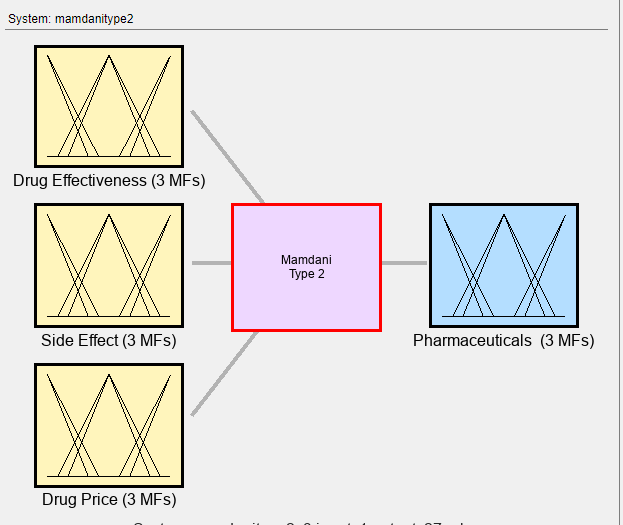 System: mamdanitype2
Drug Effectiveness (3 MFs)
Side Effect (3 MFs)
Drug Price (3 MFs)
Mamdani
Type 2
Pharmaceuticals (3 MFs)